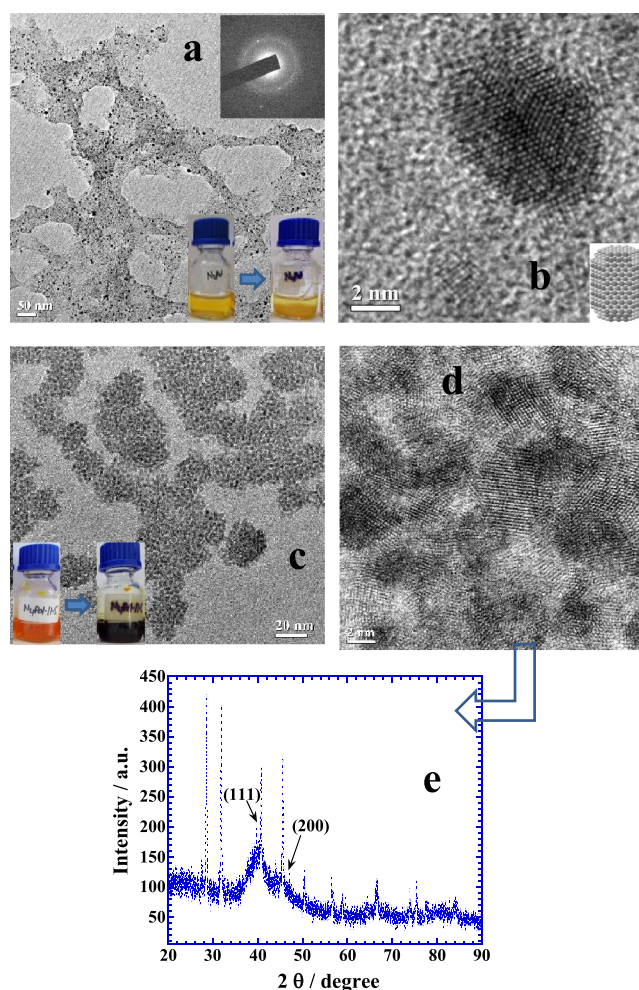 a
50 nm
b
2 nm
c
20 nm
d
2 nm
450
400
350
300
250
200
150
100
50
Intensity / a.u.
(111)
(200)
e
20 30 40 50 60 70 80 90
2 θ / degree